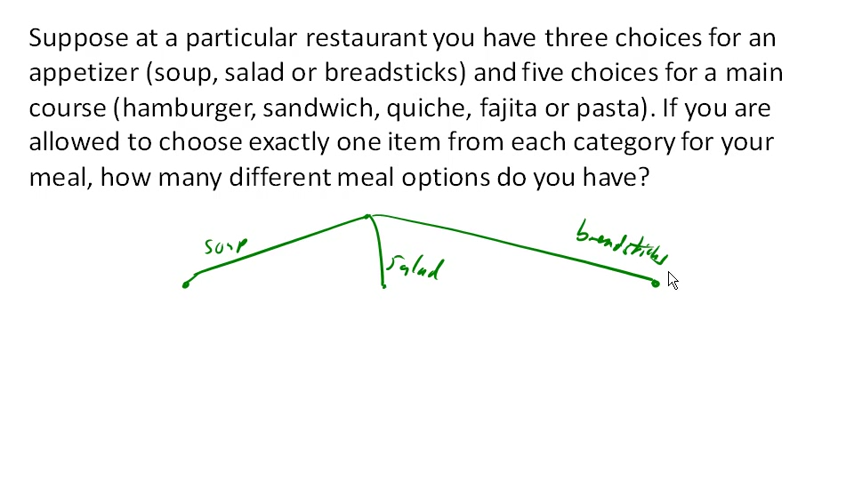 Suppose at a particular restaurant you have three choices for an
appetizer (soup, salad or breadsticks) and five choices for a main
course (hamburger, sandwich, quiche, fajita or pasta). If you are
allowed to choose exactly one item from each category for your
meal, how many different meal options do you have?
soup
salad
breadsticks